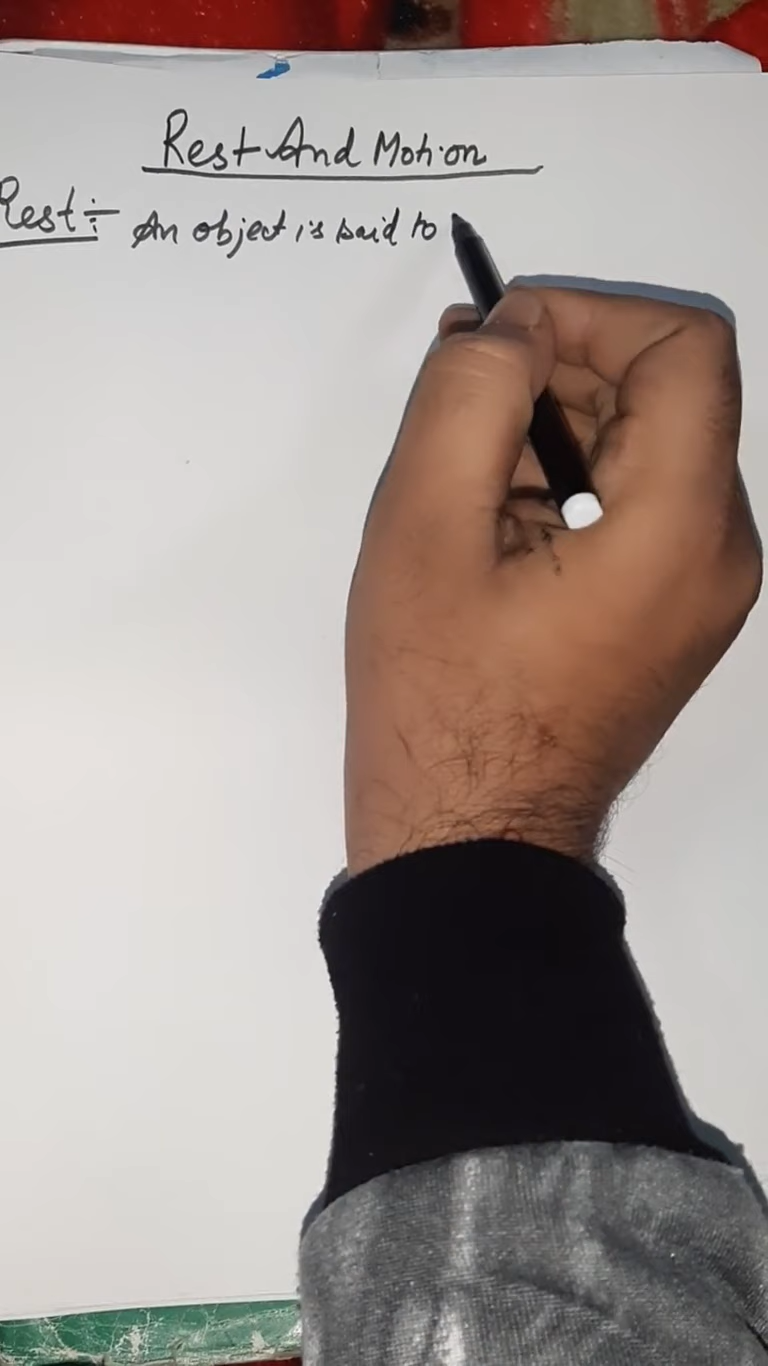 Rest And Motion
Rest :- An object is said to